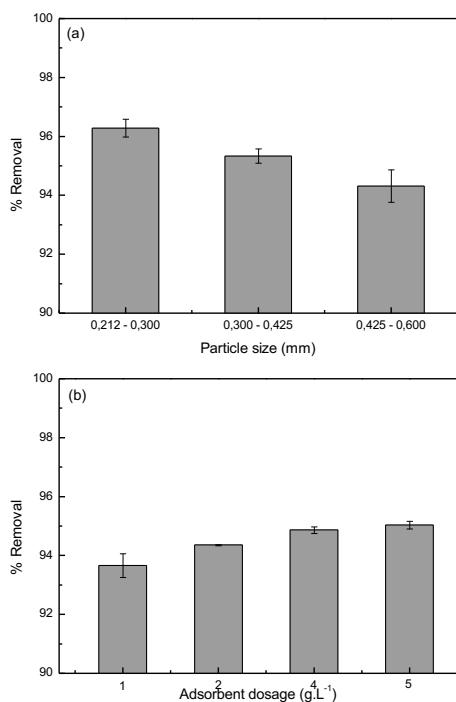 (a)
100
98
96
94
92
90
% Removal
0,212 - 0,300 0,300 - 0,425 0,425 - 0,600
Particle size (mm)
(b)
100
98
96
94
92
90
% Removal
1 2 4 5
Adsorbent dosage (g.L⁻¹)